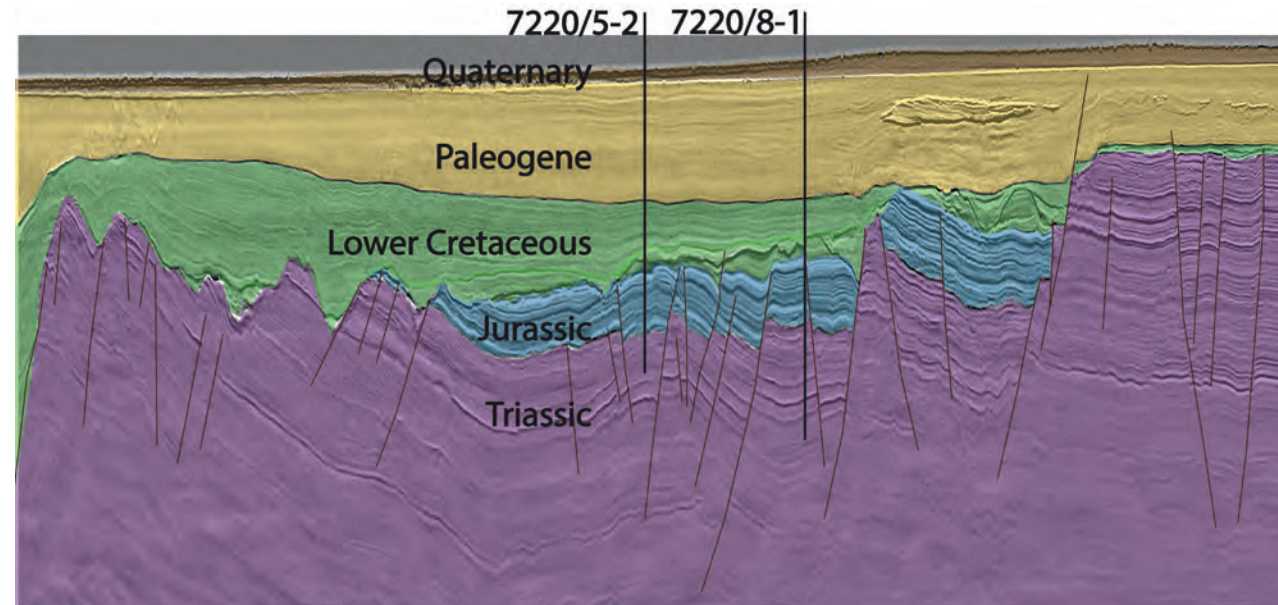 7220/5-2 7220/8-1
Quaternary
Paleogene
Lower Cretaceous
Jurassic
Triassic